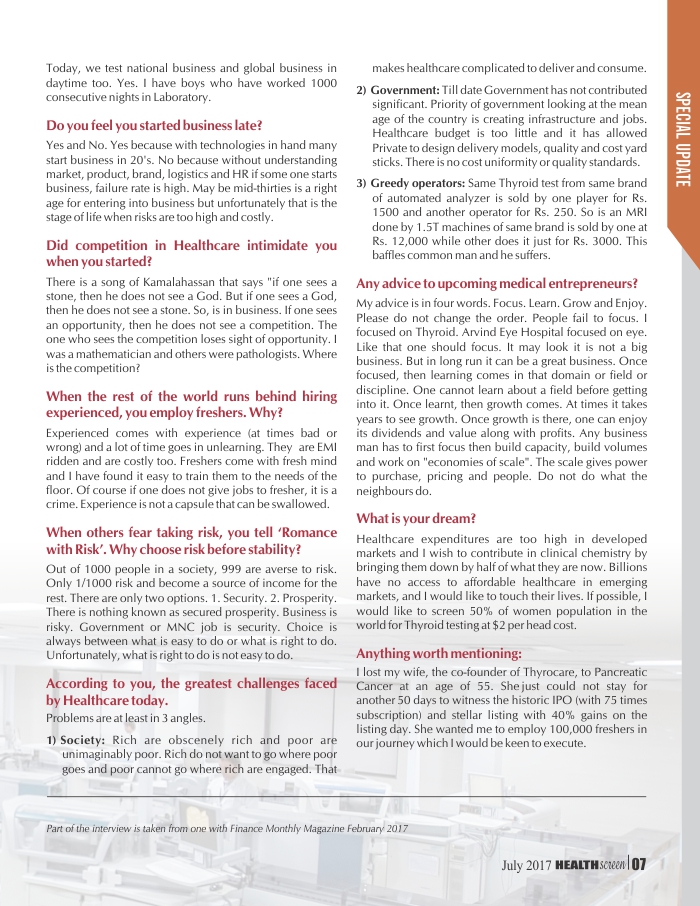 Today, we test national business and global business in
daytime too. Yes. I have boys who have worked 1000
consecutive nights in Laboratory.
Do you feel you started business late?
Yes and No. Yes because with technologies in hand many
start business in 20's. No because without understanding
market, product, brand, logistics and HR if some one starts
business, failure rate is high. May be mid-thirties is a right
age for entering into business but unfortunately that is the
stage of life when risks are too high and costly.
Did competition in Healthcare intimidate you
when you started?
There is a song of Kamalahassan that says "if one sees a
stone, then he does not see a God. But if one sees a God,
then he does not see a stone. So, is in business. If one sees
an opportunity, then he does not see a competition. The
one who sees the competition loses sight of opportunity. I
was a mathematician and others were pathologists. Where
is the competition?
When the rest of the world runs behind hiring
experienced, you employ freshers. Why?
Experienced comes with experience (at times bad or
wrong) and a lot of time goes in unlearning. They are EMI
ridden and are costly too. Freshers come with fresh mind
and I have found it easy to train them to the needs of the
floor. Of course if one does not give jobs to fresher, it is a
crime. Experience is not a capsule that can be swallowed.
When others fear taking risk, you tell ‘Romance
with Risk’. Why choose risk before stability?
Out of 1000 people in a society, 999 are averse to risk.
Only 1/1000 risk and become a source of income for the
rest. There are only two options. 1. Security. 2. Prosperity.
There is nothing known as secured prosperity. Business is
risky. Government or MNC job is security. Choice is
always between what is easy to do or what is right to do.
Unfortunately, what is right to do is not easy to do.
According to you, the greatest challenges faced
by Healthcare today.
Problems are at least in 3 angles.
1) Society: Rich are obscenely rich and poor are
unimaginably poor. Rich do not want to go where poor
goes and poor cannot go where rich are engaged. That
makes healthcare complicated to deliver and consume.
2) Government: Till date Government has not contributed
significant. Priority of government looking at the mean
age of the country is creating infrastructure and jobs.
Healthcare budget is too little and it has allowed
Private to design delivery models, quality and cost yard
sticks. There is no cost uniformity or quality standards.
3) Greedy operators: Same Thyroid test from same brand
of automated analyzer is sold by one player for Rs.
1500 and another operator for Rs. 250. So is an MRI
done by 1.5T machines of same brand is sold by one at
Rs. 12,000 while other does it just for Rs. 3000. This
baffles common man and he suffers.
Any advice to upcoming medical entrepreneurs?
My advice is in four words. Focus. Learn. Grow and Enjoy.
Please do not change the order. People fail to focus. I
focused on Thyroid. Arvind Eye Hospital focused on eye.
Like that one should focus. It may look it is not a big
business. But in long run it can be a great business. Once
focused, then learning comes in that domain or field or
discipline. One cannot learn about a field before getting
into it. Once learnt, then growth comes. At times it takes
years to see growth. Once growth is there, one can enjoy
its dividends and value along with profits. Any business
man has to first focus then build capacity, build volumes
and work on "economies of scale". The scale gives power
to purchase, pricing and people. Do not do what the
neighbours do.
What is your dream?
Healthcare expenditures are too high in developed
markets and I wish to contribute in clinical chemistry by
bringing them down by half of what they are now. Billions
have no access to affordable healthcare in emerging
markets, and I would like to touch their lives. If possible, I
would like to screen 50% of women population in the
world for Thyroid testing at $2 per head cost.
Anything worth mentioning:
I lost my wife, the co-founder of Thyrocare, to Pancreatic
Cancer at an age of 55. She just could not stay for
another 50 days to witness the historic IPO (with 75 times
subscription) and stellar listing with 40% gains on the
listing day. She wanted me to employ 100,000 freshers in
our journey which I would be keen to execute.
SPECIAL UPDATE
Part of the interview is taken from one with Finance Monthly Magazine February 2017
July 2017 HEALTHscreen 07